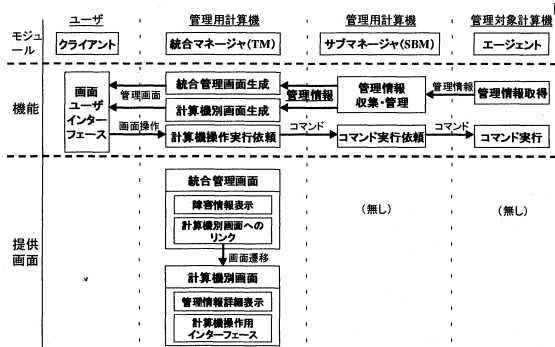 ユーザ
管理用計算機
管理用計算機
管理対象計算機
モジュール
クライアント
統合マネージャ(TM)
サブマネージャ(SBM)
エージェント
機能
画面
ユーザ
インター
フェース
管理画面
統合管理画面生成
計算機別画面生成
管理情報
管理情報
収集・管理
管理情報
管理情報取得
画面操作
計算機操作実行依頼
コマンド
コマンド実行依頼
コマンド
コマンド実行
提供
画面
統合管理画面
障害情報表示
計算機別画面への
リンク
画面遷移
計算機別画面
管理情報詳細表示
計算機操作用
インターフェース
(無し)
(無し)